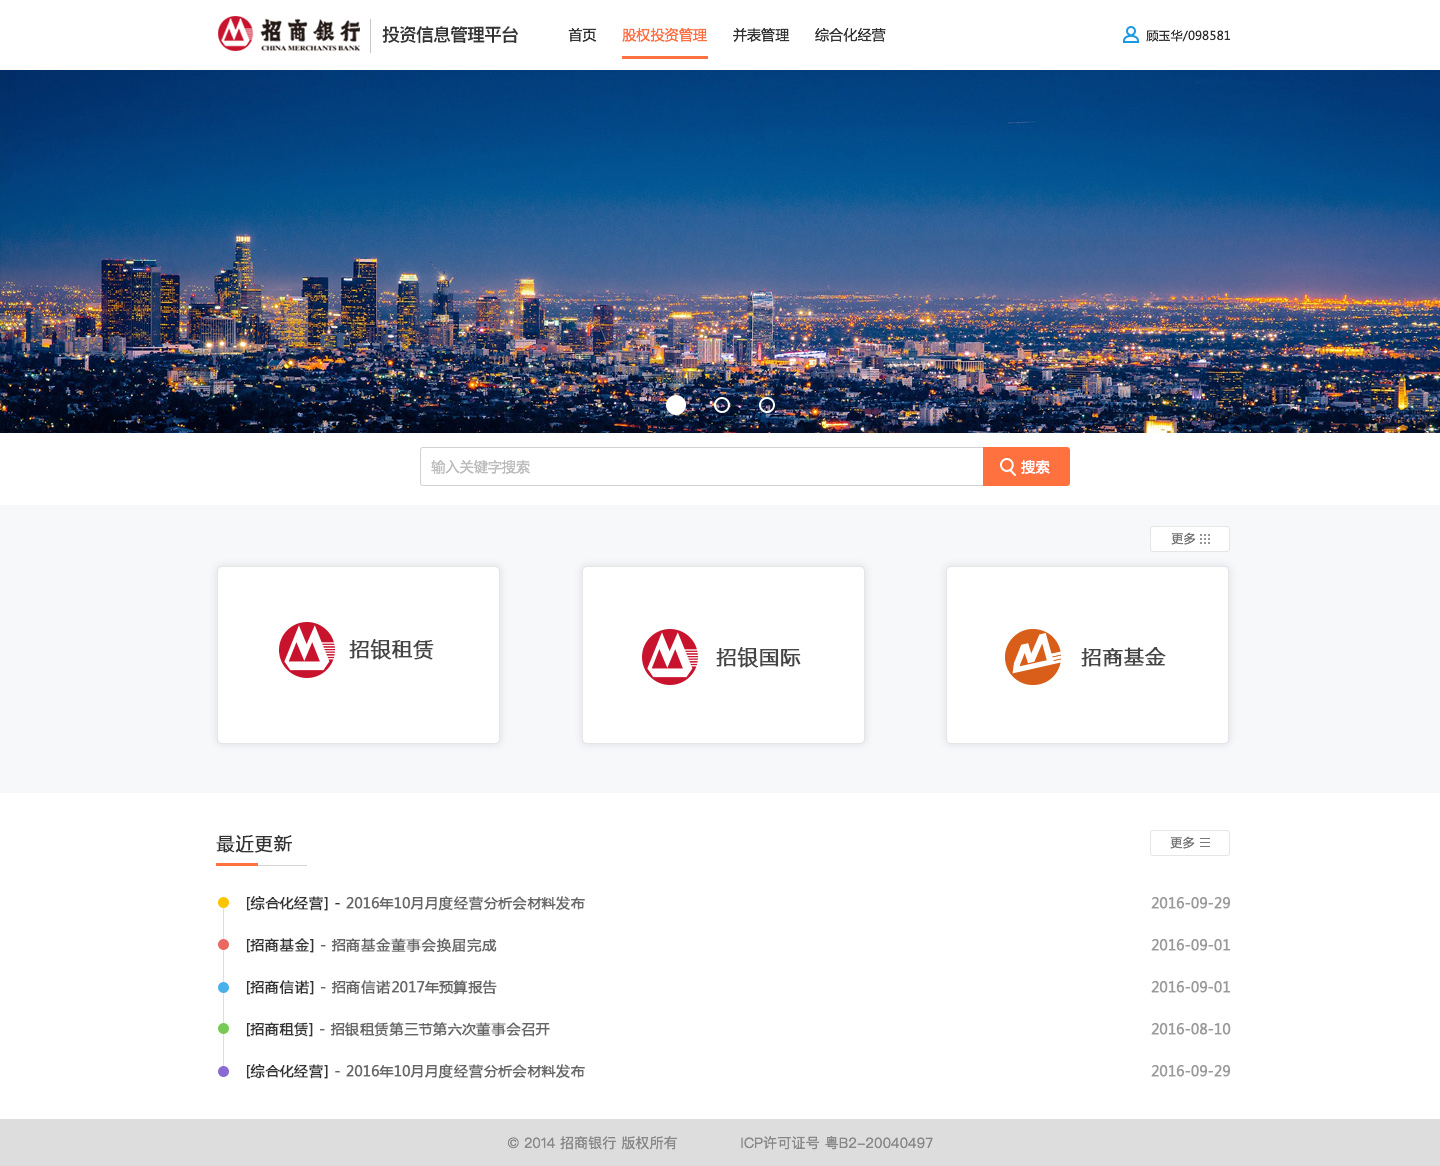 招商银行
CHINA MERCHANTS BANK
投资信息管理平台
首页 股权投资管理 并表管理 综合化经营
顾玉华/098581
输入关键字搜索
搜索
更多
招银租赁
招银国际
招商基金
最近更新
更多
[综合化经营] - 2016年10月月度经营分析会材料发布 2016-09-29
[招商基金] - 招商基金董事会换届完成 2016-09-01
[招商信诺] - 招商信诺2017年预算报告 2016-09-01
[招商租赁] - 招银租赁第三节第六次董事会召开 2016-08-10
[综合化经营] - 2016年10月月度经营分析会材料发布 2016-09-29
© 2014 招商银行 版权所有 ICP许可证号 粤B2-20040497